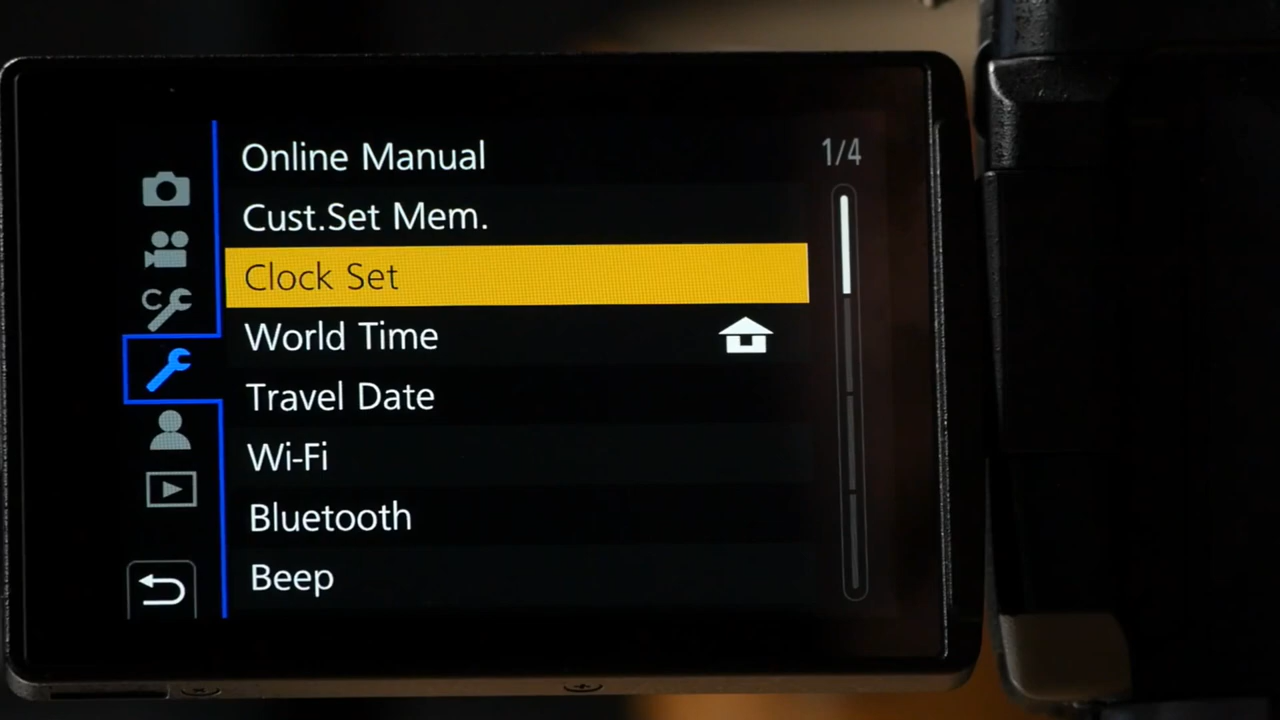 Online Manual
1/4
Cust.Set Mem.
Clock Set
World Time
Travel Date
Wi-Fi
Bluetooth
Beep
C